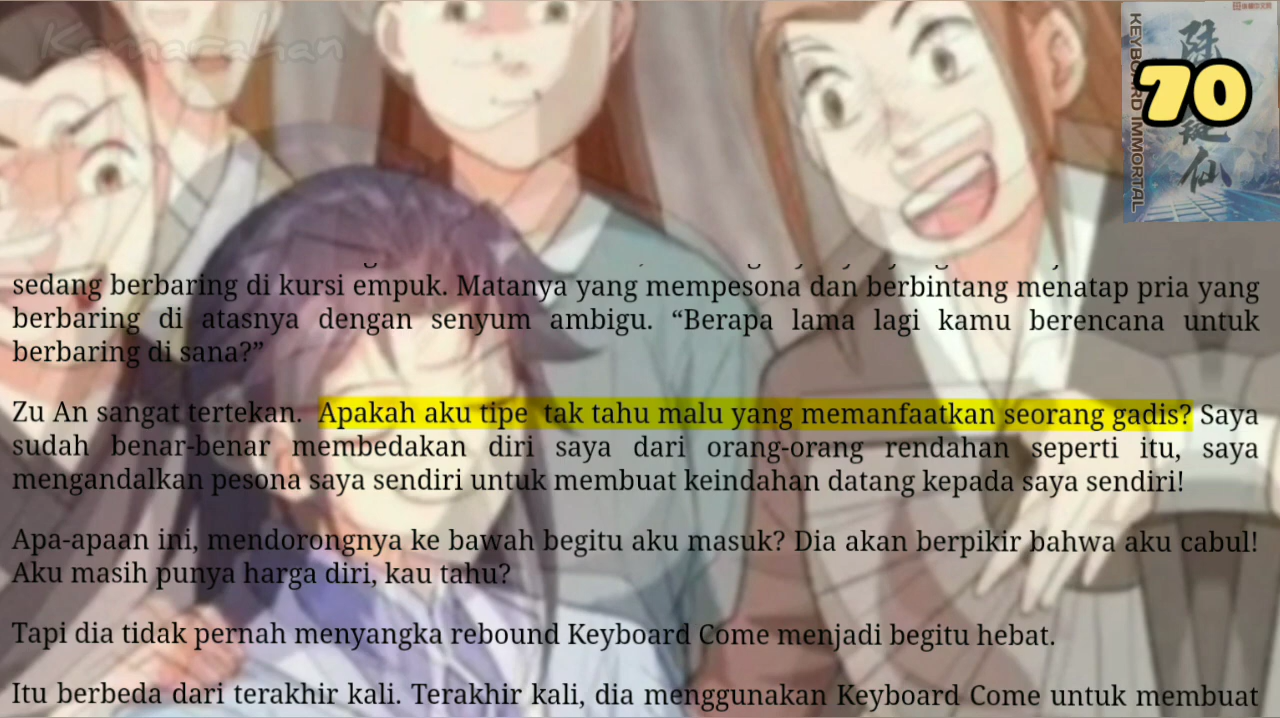 Kamarahan
KEYBOARD IMMORTAL
70
sedang berbaring di kursi empuk. Matanya yang mempesona dan berbintang menatap pria yang
berbaring di atasnya dengan senyum ambigu. “Berapa lama lagi kamu berencana untuk
berbaring di sana?”
Zu An sangat tertekan. Apakah aku tipe tak tahu malu yang memanfaatkan seorang gadis? Saya
sudah benar-benar membedakan diri saya dari orang-orang rendahan seperti itu, saya
mengandalkan pesona saya sendiri untuk membuat keindahan datang kepada saya sendiri!
Apa-apaan ini, mendorongnya ke bawah begitu aku masuk? Dia akan berpikir bahwa aku cabul!
Aku masih punya harga diri, kau tahu?
Tapi dia tidak pernah menyangka rebound Keyboard Come menjadi begitu hebat.
Itu berbeda dari terakhir kali. Terakhir kali, dia menggunakan Keyboard Come untuk membuat